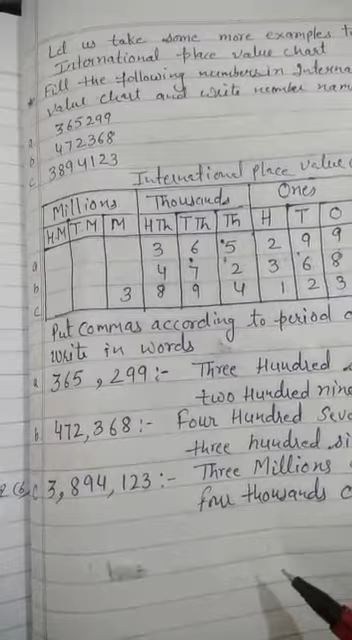 Let us take some more examples t
International place value chart
* Fill the following numbers in Interna
value chart and write number nam
a 365299
b 472368
c 3894123
International place value c
Millions Thousands Ones
H.M T.M M H Th T Th Th H T O
a 3 6 5 2 9 9
b 4 7 2 3 6 8
c 3 8 9 4 1 2 3
Put Commas according to period a
write in words
a 365,299:- Three Hundred
two Hundred nine
b. 472,368:- Four Hundred Seve
three hundred si
c 3,894,123:- Three Millions
four thousands